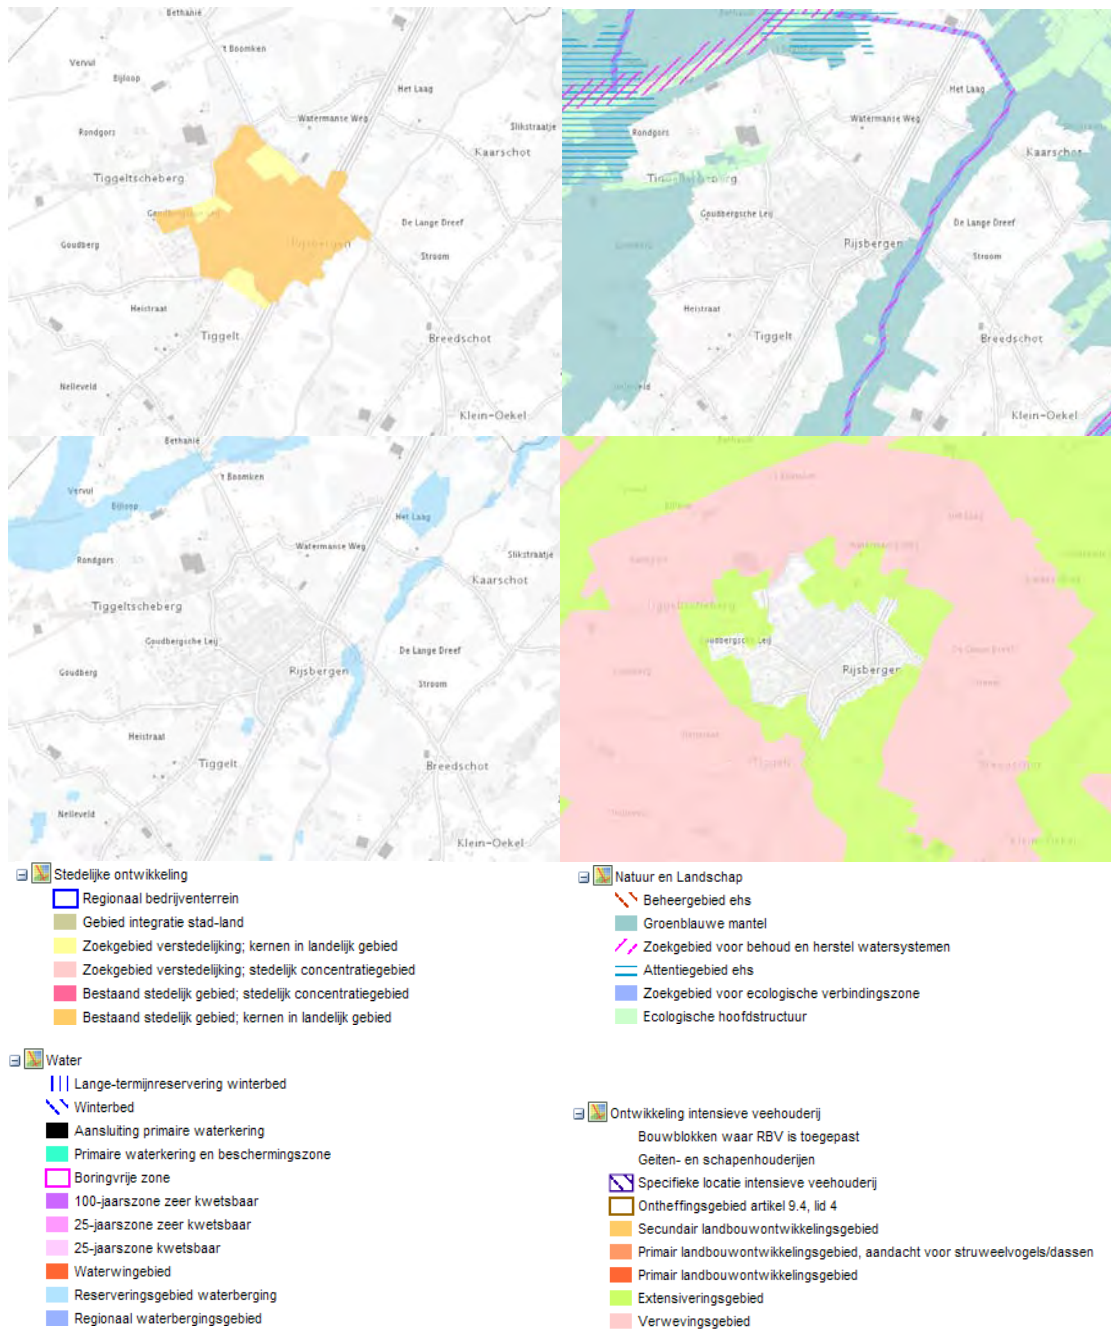 Bethanië
't Boomken
Vervul
Bijloop
Het Laag
Watermanse Weg
Slikstraatje
Rondgors
Kaarschot
Tiggeltscheberg
De Lange Dreef
Goudberg
Rijsbergen
Stroom
Heistraat
Tiggelt
Breedschot
Nelleveld
Klein-Oekel
Het Laag
Watermanse Weg
Rondgors
Kaarschot
Goudbergsche Leij
De Lange Dreef
Rijsbergen
Stroom
Heistraat
Tiggelt
Breedschot
Klein-Oekel
Bethanië
't Boomken
Vervul
Bijloop
Het Laag
Watermanse Weg
Slikstraatje
Rondgors
Kaarschot
Tiggeltscheberg
Goudbergsche Leij
De Lange Dreef
Goudberg
Rijsbergen
Stroom
Heistraat
Tiggelt
Breedschot
Nelleveld
Klein-Oekel
Rijsbergen
Stedelijke ontwikkeling
Regionaal bedrijventerrein
Gebied integratie stad-land
Zoekgebied verstedelijking; kernen in landelijk gebied
Zoekgebied verstedelijking; stedelijk concentratiegebied
Bestaand stedelijk gebied; stedelijk concentratiegebied
Bestaand stedelijk gebied; kernen in landelijk gebied
Natuur en Landschap
Beheergebied ehs
Groenblauwe mantel
Zoekgebied voor behoud en herstel watersystemen
Attentiegebied ehs
Zoekgebied voor ecologische verbindingszone
Ecologische hoofdstructuur
Water
Lange-termijnreservering winterbed
Winterbed
Aansluiting primaire waterkering
Primaire waterkering en beschermingszone
Boringvrije zone
100-jaarszone zeer kwetsbaar
25-jaarszone zeer kwetsbaar
25-jaarszone kwetsbaar
Waterwingebied
Reserveringsgebied waterberging
Regionaal waterbergingsgebied
Ontwikkeling intensieve veehouderij
Bouwblokken waar RBV is toegepast
Geiten- en schapenhouderijen
Specifieke locatie intensieve veehouderij
Ontheffingsgebied artikel 9.4, lid 4
Secundair landbouwontwikkelingsgebied
Primair landbouwontwikkelingsgebied, aandacht voor struweelvogels/dassen
Primair landbouwontwikkelingsgebied
Extensiveringsgebied
Verwevingsgebied